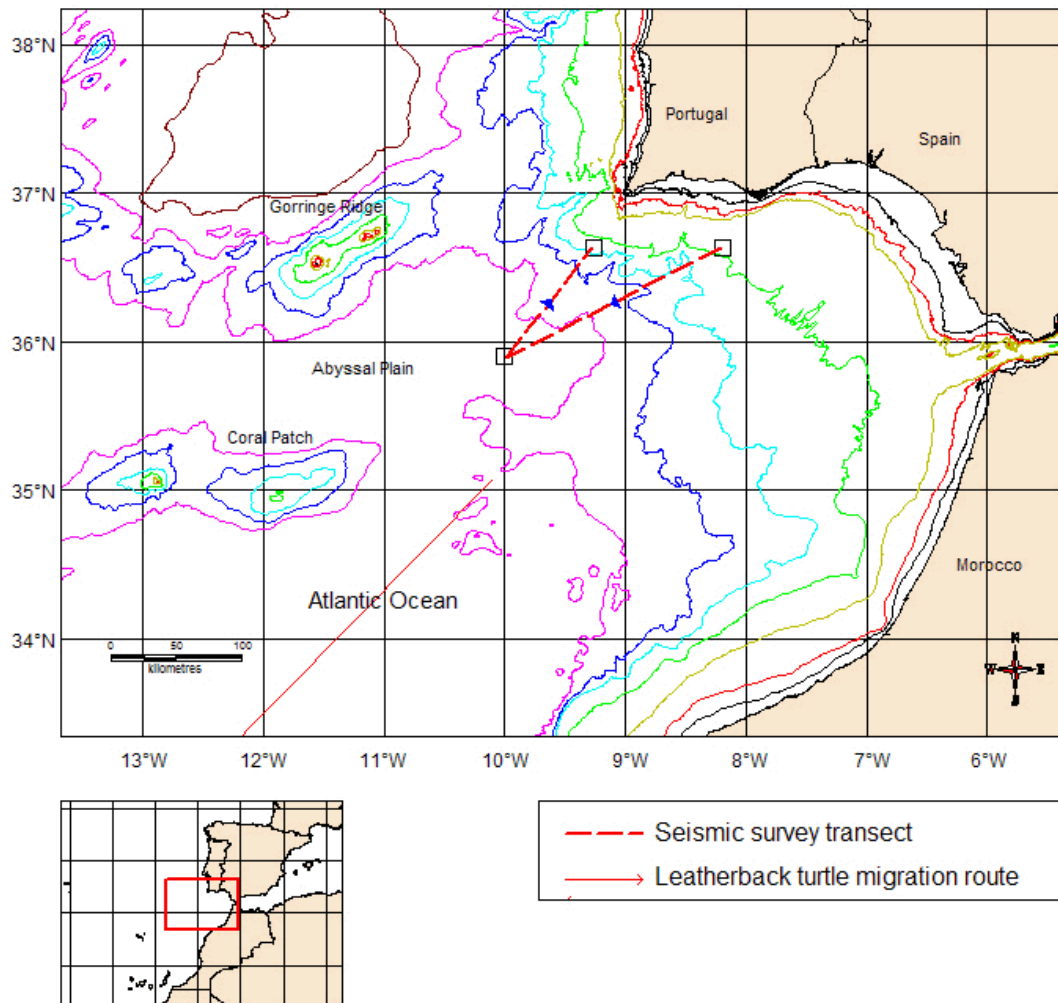 38°N
Portugal
Spain
37°N
Gorringe Ridge
36°N
Abyssal Plain
Coral Patch
35°N
Morocco
Atlantic Ocean
34°N
0 50 100
kilometres
N
W E
S
13°W 12°W 11°W 10°W 9°W 8°W 7°W 6°W
Seismic survey transect
Leatherback turtle migration route